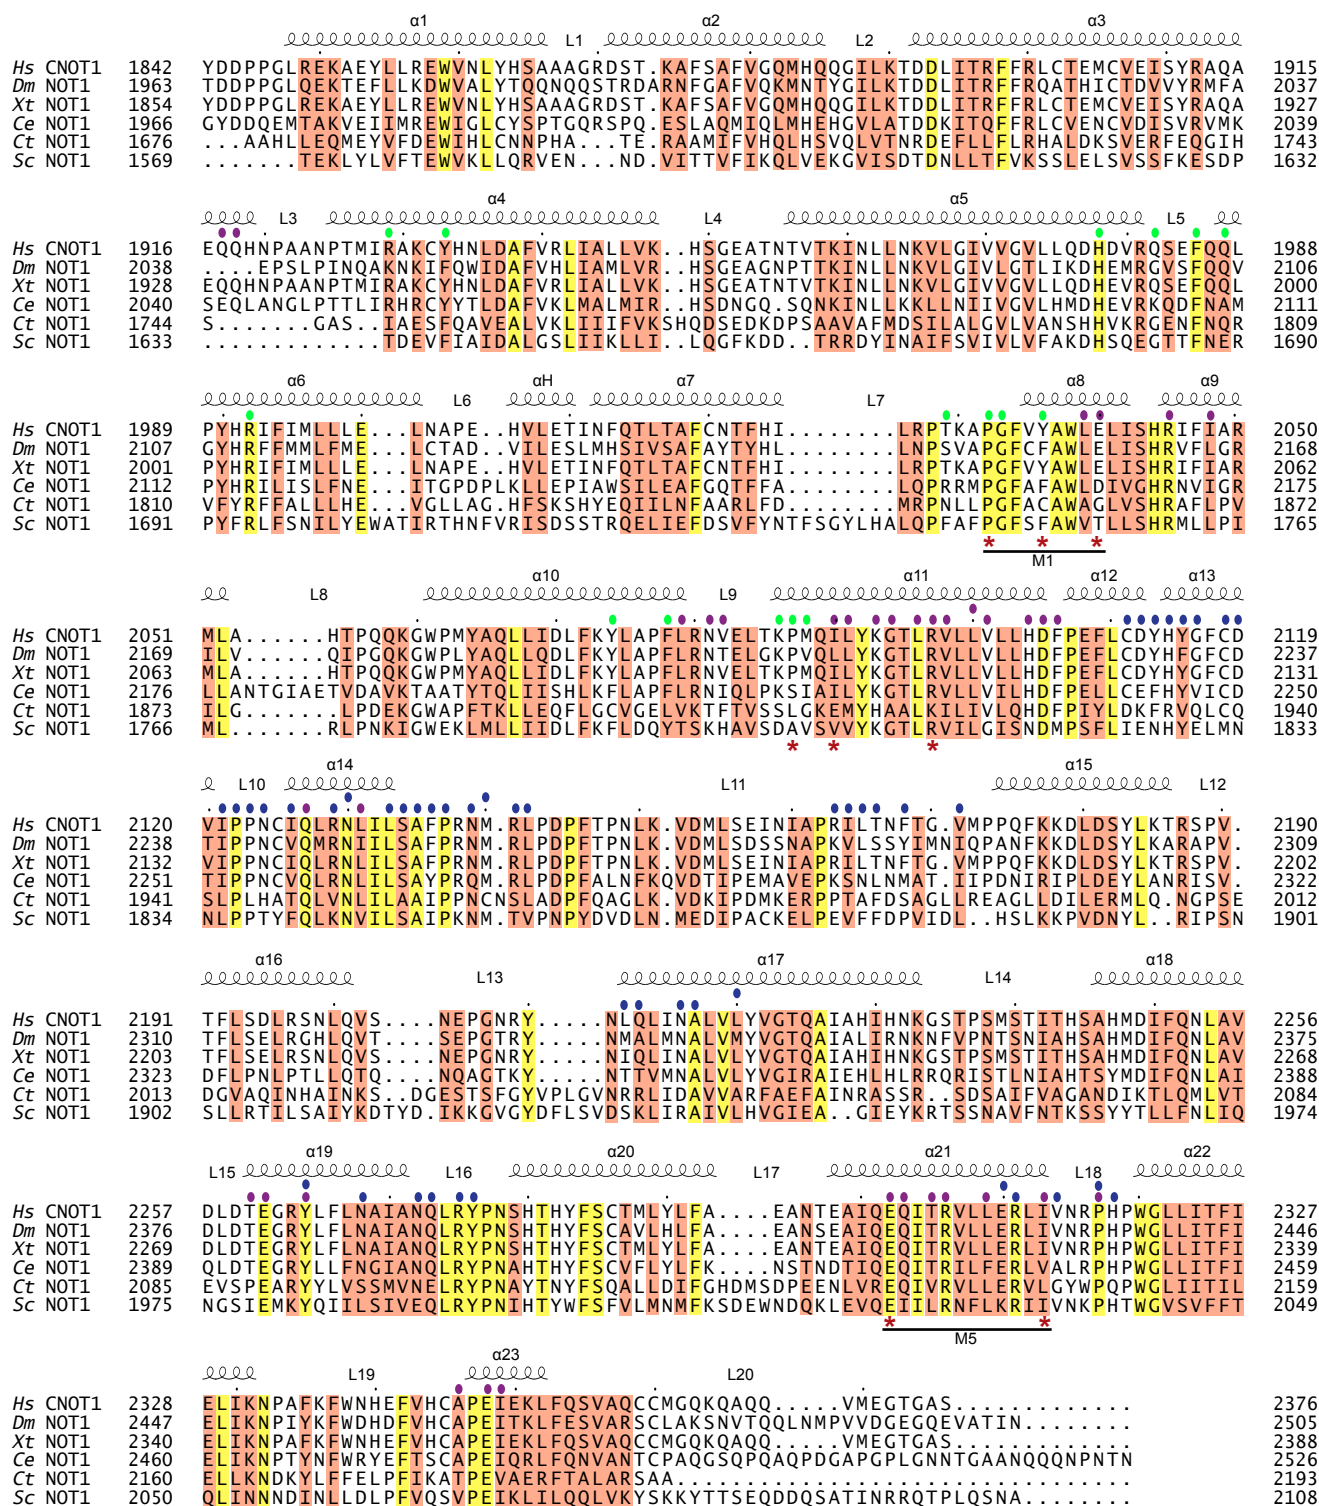 α1 α2 α3
L1 L2
Hs CNOT1 1842 YDDPPGLREKAEYLLREWVNLYHSAAAGRDST.KAFSAFVGQMHQQGILKTDDLITRFFRLCTEMCVEISYRAQA 1915
Dm NOT1 1963 TDDPPGLQEKTEFLLKDWVALYTQQNQQSTRDARNFGAFVQKMNTYGILKTDDLITRFFRQATHICTDVVYRMFA 2037
Xt NOT1 1854 YDDPPGLREKAEYLLREWVNLYHSAAAGRDST.KAFSAFVGQMHQQGILKTDDLITRFFRLCTEMCVEISYRAQA 1927
Ce NOT1 1966 GYDDQEMTAKVEIIMREWIGLCYSPTGQRSPQ.ESLAQMIQLMHEHGVLATDDKITQFFRLCVENCVDISVRVMK 2039
Ct NOT1 1676 ...AAHLLEQMEYVFDEWIHLCNNPHA...TE.RAAMIFVHQLHSVQLVTNRDEFLLFLRHALDKSVERFEQGIH 1743
Sc NOT1 1569 .......TEKLYLVFTEWVKLLQRVEN...ND.VITTVFIKQLVEKGVISDTDNLLTFVKSSLELSVSSFKESDP 1632
α4 α5
L3 L4 L5
Hs CNOT1 1916 EQQHNPAANPTMIRAKCYHNLDAFVRLIALLVK..HSGEATNTVTKINLLNKVLGIVVGVLLQDHDVRQSEFQQL 1988
Dm NOT1 2038 ....EPSLPINQAKNKIFQWIDAFVHLIAMLVR..HSGEAGNPTTKINLLNKVLGIVLGTLIKDHEMRGVSFQQV 2106
Xt NOT1 1928 EQQHNPAANPTMIRAKCYHNLDAFVRLIALLVK..HSGEATNTVTKINLLNKVLGIVVGVLLQDHDVRQSEFQQL 2000
Ce NOT1 2040 SEQLANGLPTTLIRHRCYYTLDAFVKLMALMIR..HSDNGQ.SQNKINLLKKLLNIIVGVLHMDHEVRKQDFNAM 2111
Ct NOT1 1744 S.......GAS..IAESFQAVEALVKLIIIFVKSHQDSEDKDPSAAVAFMDSILALGVLVANSHHVKRGENFNQR 1809
Sc NOT1 1633 .............TDEVFIAIDALGSLIIKLLI..LQGFKDD..TRRDYINAIFSVIVLVFAKDHSQEGTTFNER 1690
α6 αH α7 α8 α9
L6 L7
Hs CNOT1 1989 PYHRIFIMLLLE...LNAPE..HVLETINFQTLTAFCNTFHI........LRPTKAPGFVYAWLELISHRIFIAR 2050
Dm NOT1 2107 GYHRFFMMLFME...LCTAD..VILESLMHSIVSAFAYTYHL........LNPSVAPGFCFAWLELISHRVFLGR 2168
Xt NOT1 2001 PYHRIFIMLLLE...LNAPE..HVLETINFQTLTAFCNTFHI........LRPTKAPGFVYAWLELISHRIFIAR 2062
Ce NOT1 2112 PYHRILISLFNE...ITGPDPLKLLEPIAWSILEAFGQTFFA........LQPRRMPGFAFAWLDIVGHRNVIGR 2175
Ct NOT1 1810 VFYRFFALLHE...VLLAG.HFSKSHYEQIILNFAARLFD........MRPNLLPGFACAWLGLVSHRAFLPV 1872
Sc NOT1 1691 PYFRLFSNILYEWATIRTHNFVRISDSSTRQELIEFDSVFYNTFSGYLHALQPFAFPGFSFAWVTLLSHRMLLPI 1765
* * *
M1
α10 α11 α12 α13
L8 L9
Hs CNOT1 2051 MLA......HTPQQKGWPMYAQLLIDLFKYLAPFLRNVELTKPMQILYKGTLRVLLVLLHDFPEFLCDYHYGFCD 2119
Dm NOT1 2169 ILV......QIPGQKGWPLYAQLLQDLFKYLAPFLRNTELGKPVQLLYKGTLRVLLVLLHDFPEFLCDYHFGFCD 2237
Xt NOT1 2063 MLA......HTPQQKGWPMYAQLLIDLFKYLAPFLRNVELTKPMQILYKGTLRVLLVLLHDFPEFLCDYHYGFCD 2131
Ce NOT1 2176 LLANTGIAETVDAVKTAATYTQLIISHLKFLAPFLRNIQLPKSIAILYKGTLRVLLVILHDFPELLCEFHYVICD 2250
Ct NOT1 1873 ILG......LPDEKGWAPFTKLLEQFLGCVGELVKTFTVSSLGKEMYHAALKILIVLQHDFPIYLDKFRVQLCQ 1940
Sc NOT1 1766 ML.......RLPNKIGWEKLMLLIIDLFKFLDQYTSKHAVSDAVSVVYKGTLRVILGISNDMPSFLIENHYELMN 1833
* * *
α14 α15
L10 L11 L12
Hs CNOT1 2120 VIPPNCIQLRNLILSAFPRNM.RLPDPFTPNLK.VDMLSEINIAPRILTNFTG.VMPPQFKKDLDSYLKTRSPV. 2190
Dm NOT1 2238 TIPPNCVQMRNLILSAFPRNM.RLPDPFTPNLK.VDMLSDSSNAPKVLSSYIMNIQPANFKKDLDSYLKARAPV. 2309
Xt NOT1 2132 VIPPNCIQLRNLILSAFPRNM.RLPDPFTPNLK.VDMLSEINIAPRILTNFTG.VMPPQFKKDLDSYLKTRSPV. 2202
Ce NOT1 2251 TIPPNCVQLRNLILSAYPRQM.RLPDPFALNFKQVDTIPEMAVEPKSNLNMAT.IIPDNIRIPLDEYLANRISV. 2322
Ct NOT1 1941 SLPLHATQLVNVILAAIPPNCNSLADPFQAGLK.VDKIPDMKERPPTAFDSAGLLREAGLLDILERMLQ.NGPSE 2012
Sc NOT1 1834 NLPPTYFQLKNVILSAIPKNM.TVPNPYDVDLN.MEDIPACKELPEVFFDPVIDL..HSLKKPVDNYL..RIPSN 1901
α16 α17 α18
L13 L14
Hs CNOT1 2191 TFLSDLRSNLQVS....NEPGNRY.....NLQLINALVLYVGTQAIAHIHNKGSTPSMSTITHSAHMDIFQNLAV 2256
Dm NOT1 2310 TFLSELRGHLQVT....SEPGTRY.....NMALMNALVMYVGTQAIALIRNKNFVPNTSNIAHSAHMDIFQNLAV 2375
Xt NOT1 2203 TFLSELRSNLQVS....NEPGNRY.....NIQLINALVLYVGTQAIAHIHNKGSTPSMSTITHSAHMDIFQNLAV 2268
Ce NOT1 2323 DFLPNLPTLLQTQ....NQAGTKY.....NTTVMNALVLYVGIRAIEHLHLRRQRISTLNIAHTSYMDIFQNLAI 2388
Ct NOT1 2013 DGVAQINHAINKS..DGESTSFGYVPLGVNRRLIDAVVARFAEFAINRASSR..SDSAIFVAGANDIKTLQMLVT 2084
Sc NOT1 1902 SLLRTILSAIYKDTYD.IKKGVGYDFLSVDSKLIRAIVLHVGIEA..GIEYKRTSSNAVFNTKSSYYTLLFNLIQ 1974
α19 α20 α21 α22
L15 L16 L17 L18
Hs CNOT1 2257 DLDTEGRYLFLNAIANQLRYPNSHTHYFSCTMLYLFA....EANTEAIQEQITRVLLERLIVNRPHPWGLLITFI 2327
Dm NOT1 2376 DLDTEGRYLFLNAIANQLRYPNSHTHYFSCAVLHLFA....EANSEAIQEQITRVLLERLIVNRPHPWGLLITFI 2446
Xt NOT1 2269 DLDTEGRYLFLNAIANQLRYPNSHTHYFSCTMLYLFA....EANTEAIQEQITRVLLERLIVNRPHPWGLLITFI 2339
Ce NOT1 2389 QLDTEGRYLLFNGIANQLRYPNAHTHYFSCVFLYLFK....NSTNDTIQEQITRVLFERLVALRPHPWGLLITFI 2459
Ct NOT1 2085 EVSPEARYYLVSSMVNELRYPNAYTNYFSQALLDIFGHDMSDPEENLVREQIVRVLLERVLGYWPQPWGLIITIL 2159
Sc NOT1 1975 NGSIEMKYQIILSIVEQLRYPNIHTYWFSFVLMNMFKSDEWNDQKLEVQEIILRNFLKRIIVNKPHTWGVSVFFT 2049
* *
M5
α23
L19 L20
Hs CNOT1 2328 ELIKNPAFKFWNHEFVHCAPEIEKLFQSVAQCCMGQKQAQQ.....VMEGTGAS............. 2376
Dm NOT1 2447 ELIKNPIYKFWDHDFVHCAPEITKLFESVARSCLAKSNVTQQLNMPVVDGEGQEVATIN........ 2505
Xt NOT1 2340 ELIKNPAFKFWNHEFVHCAPEIEKLFQSVAQCCMGQKQAQQ.....VMEGTGAS............. 2388
Ce NOT1 2460 ELIKNPTYNFWRYEFTSCAPEIQRLFQNVANTCPAQGSQPQAQPDGAPGPLGNNTGAANQQQNPNTN 2526
Ct NOT1 2160 ELLKNDKYLFFELPFIKATPEVAERFTALARSAA................................. 2193
Sc NOT1 2050 QLINNNDINLLDLPFVQSVPEIKLILQQLVKYSKKYTTSEQDDQSATINRRQTPLQSNA........ 2108